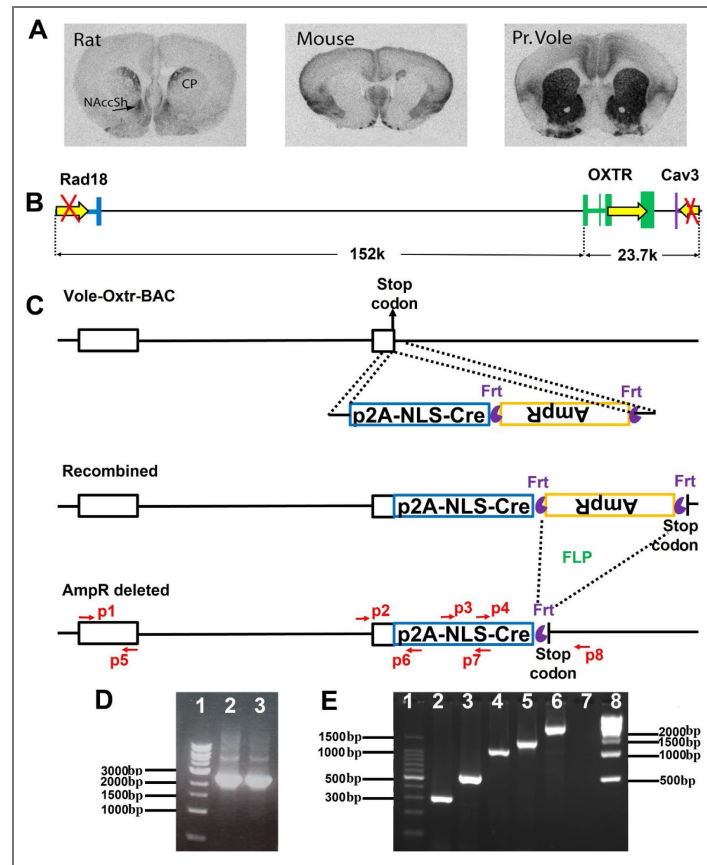 A
Rat
Mouse
Pr.Vole
NAccSh
CP
B
Rad18
OXTR
Cav3
152k
23.7k
C
Vole-Oxtr-BAC
Stop
codon
Frt
Frt
p2A-NLS-Cre
AmpR
Recombined
Frt
Frt
p2A-NLS-Cre
AmpR
Stop
codon
FLP
AmpR deleted
p1
p2
p3
p4
Frt
p2A-NLS-Cre
p5
p6
p7
p8
Stop
codon
D
1 2 3
3000bp
2000bp
1500bp
1000bp
E
1 2 3 4 5 6 7 8
1500bp
1000bp
500bp
300bp
2000bp
1500bp
1000bp
500bp